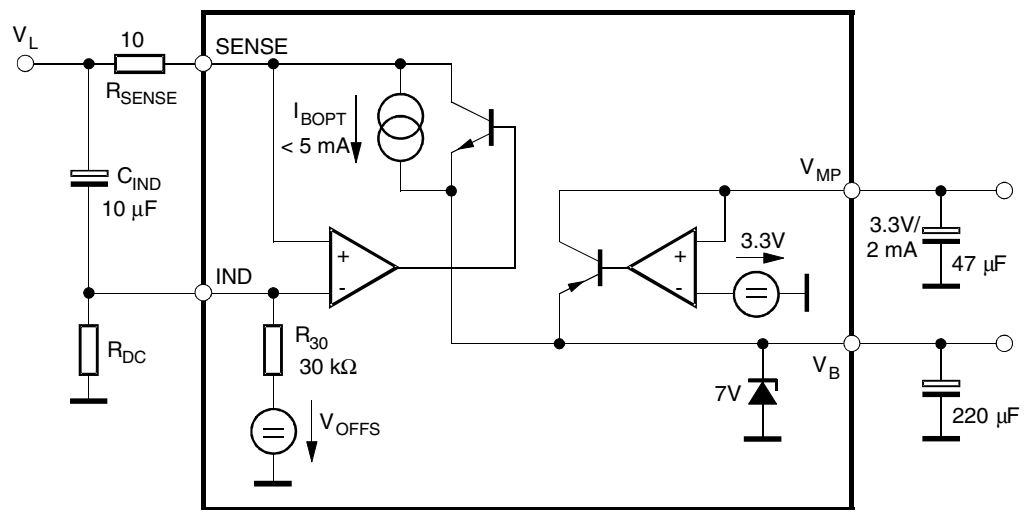 V_L
10
R_SENSE
SENSE
I_BOPT
< 5 mA
C_IND
10 μF
+
-
IND
R_DC
R_30
30 kΩ
=
V_OFFS
V_MP
3.3V
+
-
=
3.3V/
2 mA
47 μF
V_B
7V
220 μF